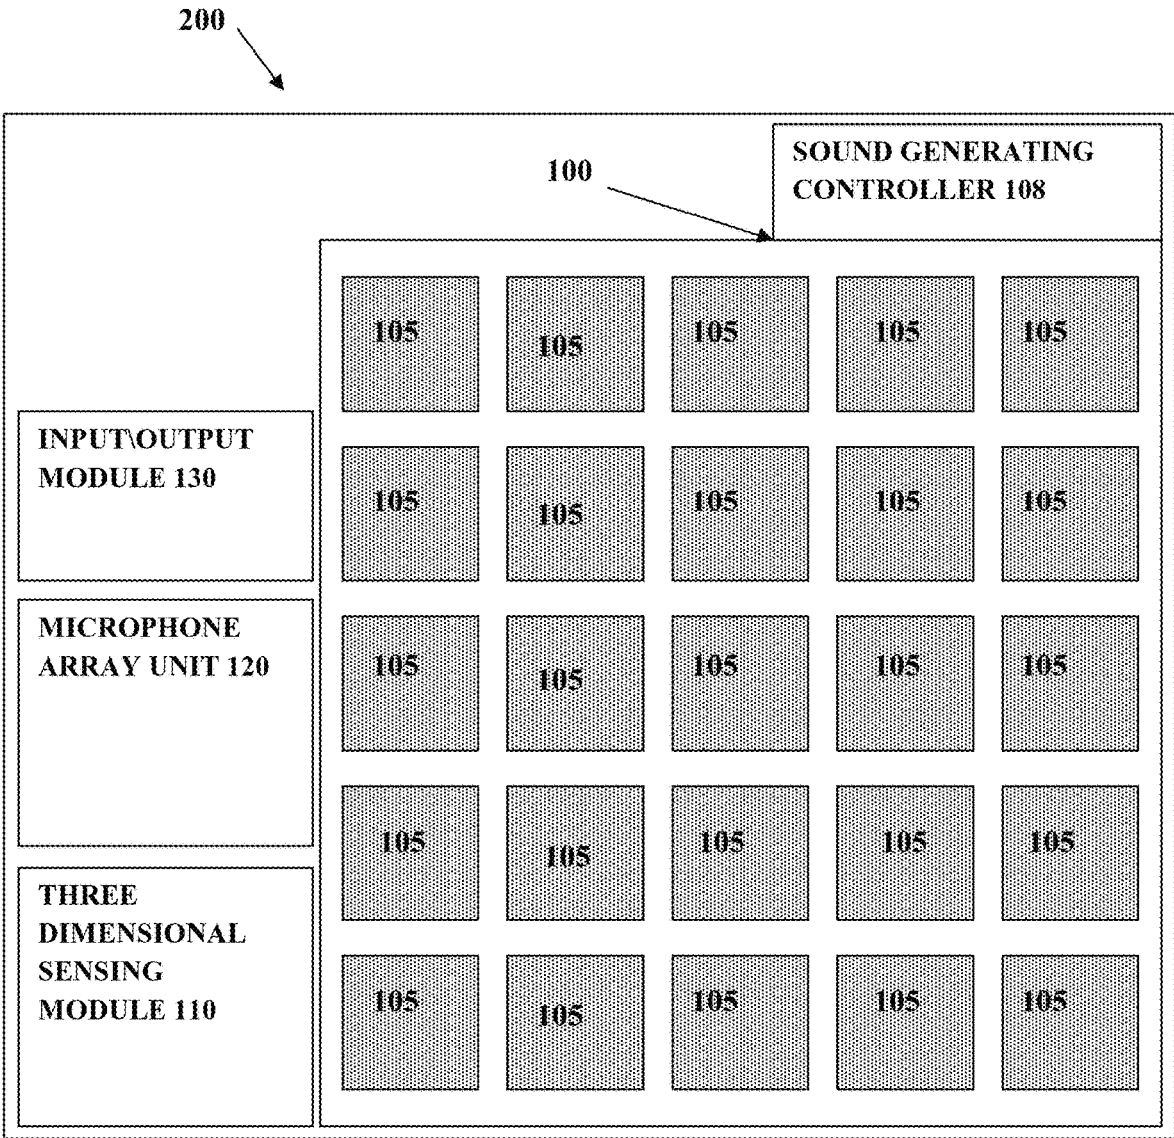 200
SOUND GENERATING
CONTROLLER 108
100
105 105 105 105 105
INPUT\OUTPUT
MODULE 130
105 105 105 105 105
MICROPHONE
ARRAY UNIT 120
105 105 105 105 105
105 105 105 105 105
THREE
DIMENSIONAL
SENSING
MODULE 110
105 105 105 105 105